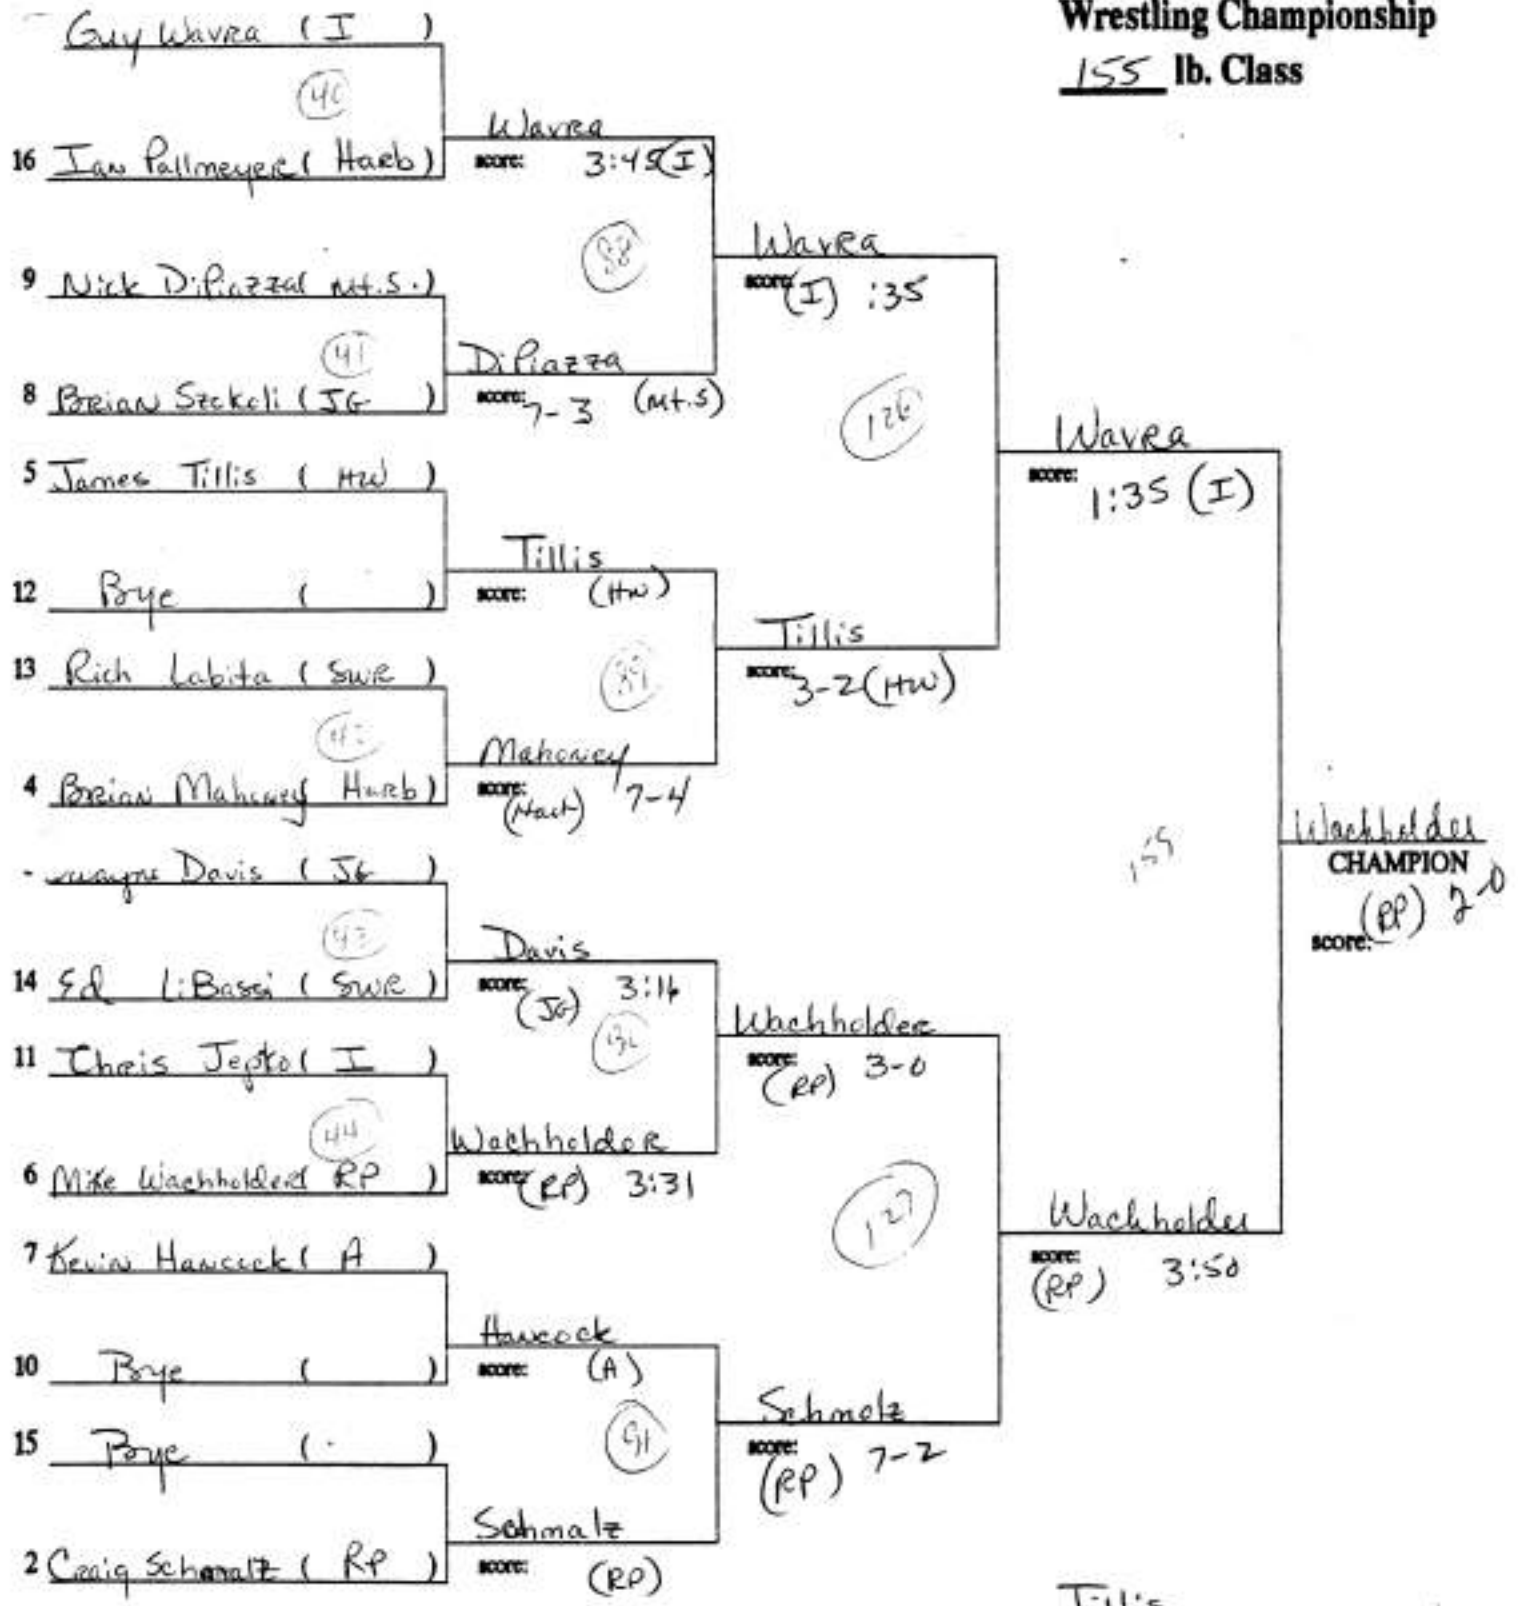 Wrestling Championship
155 lb. Class
Guy Wavra ( I )
40
16 Ian Pallmeyer ( Harb )
Wavra
score: 3:45 (I)
88
9 Nick DiPiazza ( Mt.S. )
41
8 Brian Szokoli ( JG )
DiPiazza
score: 7-3 (Mt.S)
Wavra
score: (I) :35
126
5 James Tillis ( HW )
12 Bye ( )
Tillis
score: (HW)
89
13 Rich Labita ( SWR )
4 Brian Mahoney ( Harb )
Mahoney
score: 7-4
Tillis
score: 3-2 (HW)
Wavra
score: 1:35 (I)
Davis ( JG )
43
14 Ed LiBassi ( SWR )
Davis
score: (JG) 3:16
11 Chris Jepto ( I )
44
6 Mike Wachholder ( RP )
Wachholder
score: (RP) 3:31
Wachholder
score: (RP) 3-0
127
7 Kevin Hancock ( A )
10 Bye ( )
Hancock
score: (A)
91
15 Bye ( )
2 Craig Schmalz ( RP )
Schmalz
score: (RP)
Schmalz
score: (RP) 7-2
Wachholder
score: (RP) 3:50
Wachholder
CHAMPION
score: (RP) 2-0
Tillis